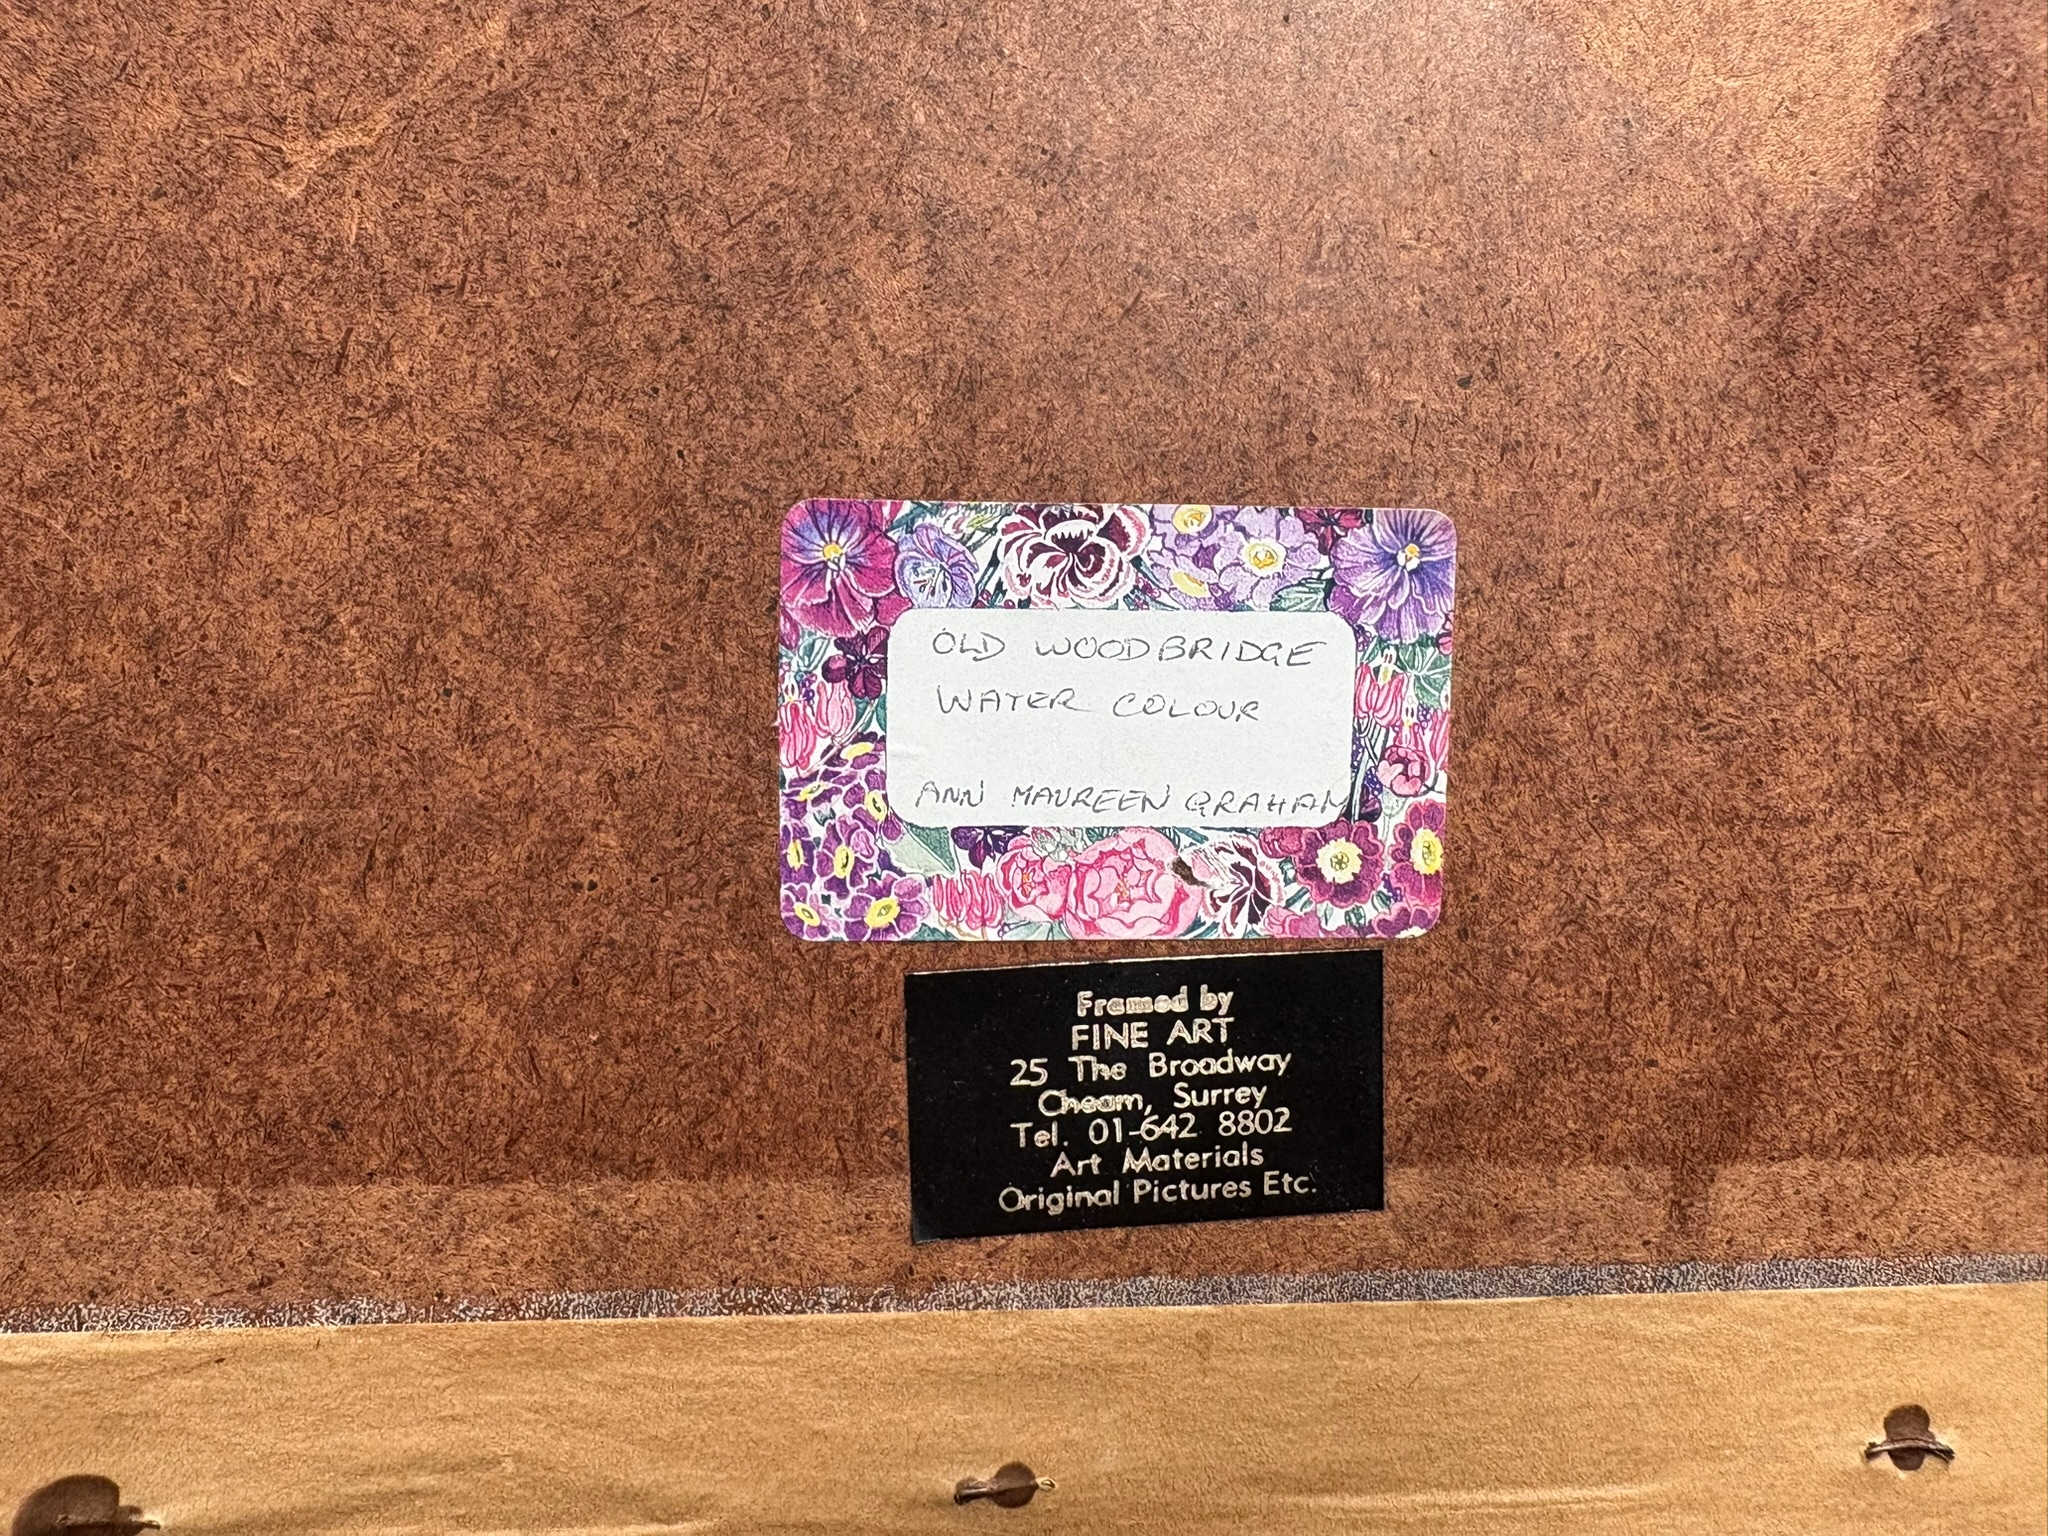 OLD WOODBRIDGE
WATER COLOUR
ANN MAUREEN GRAHAM
Framed by
FINE ART
25 The Broadway
Cheam, Surrey
Tel. 01-642 8802
Art Materials
Original Pictures Etc.